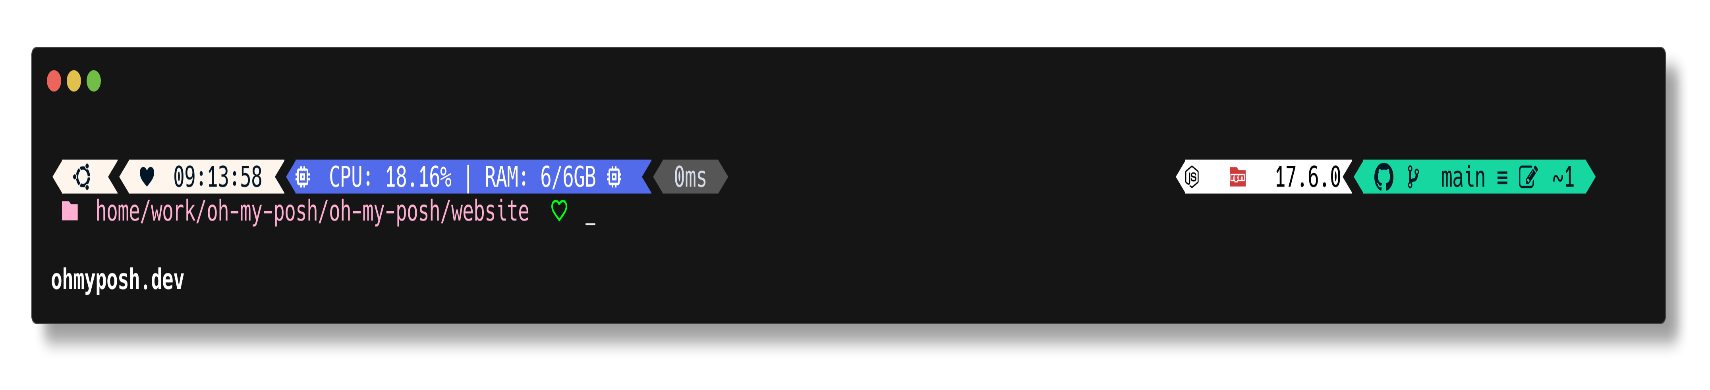 09:13:58 CPU: 18.16% | RAM: 6/6GB 0ms 17.6.0 main ≡ ~1
home/work/oh-my-posh/oh-my-posh/website _
ohmyposh.dev